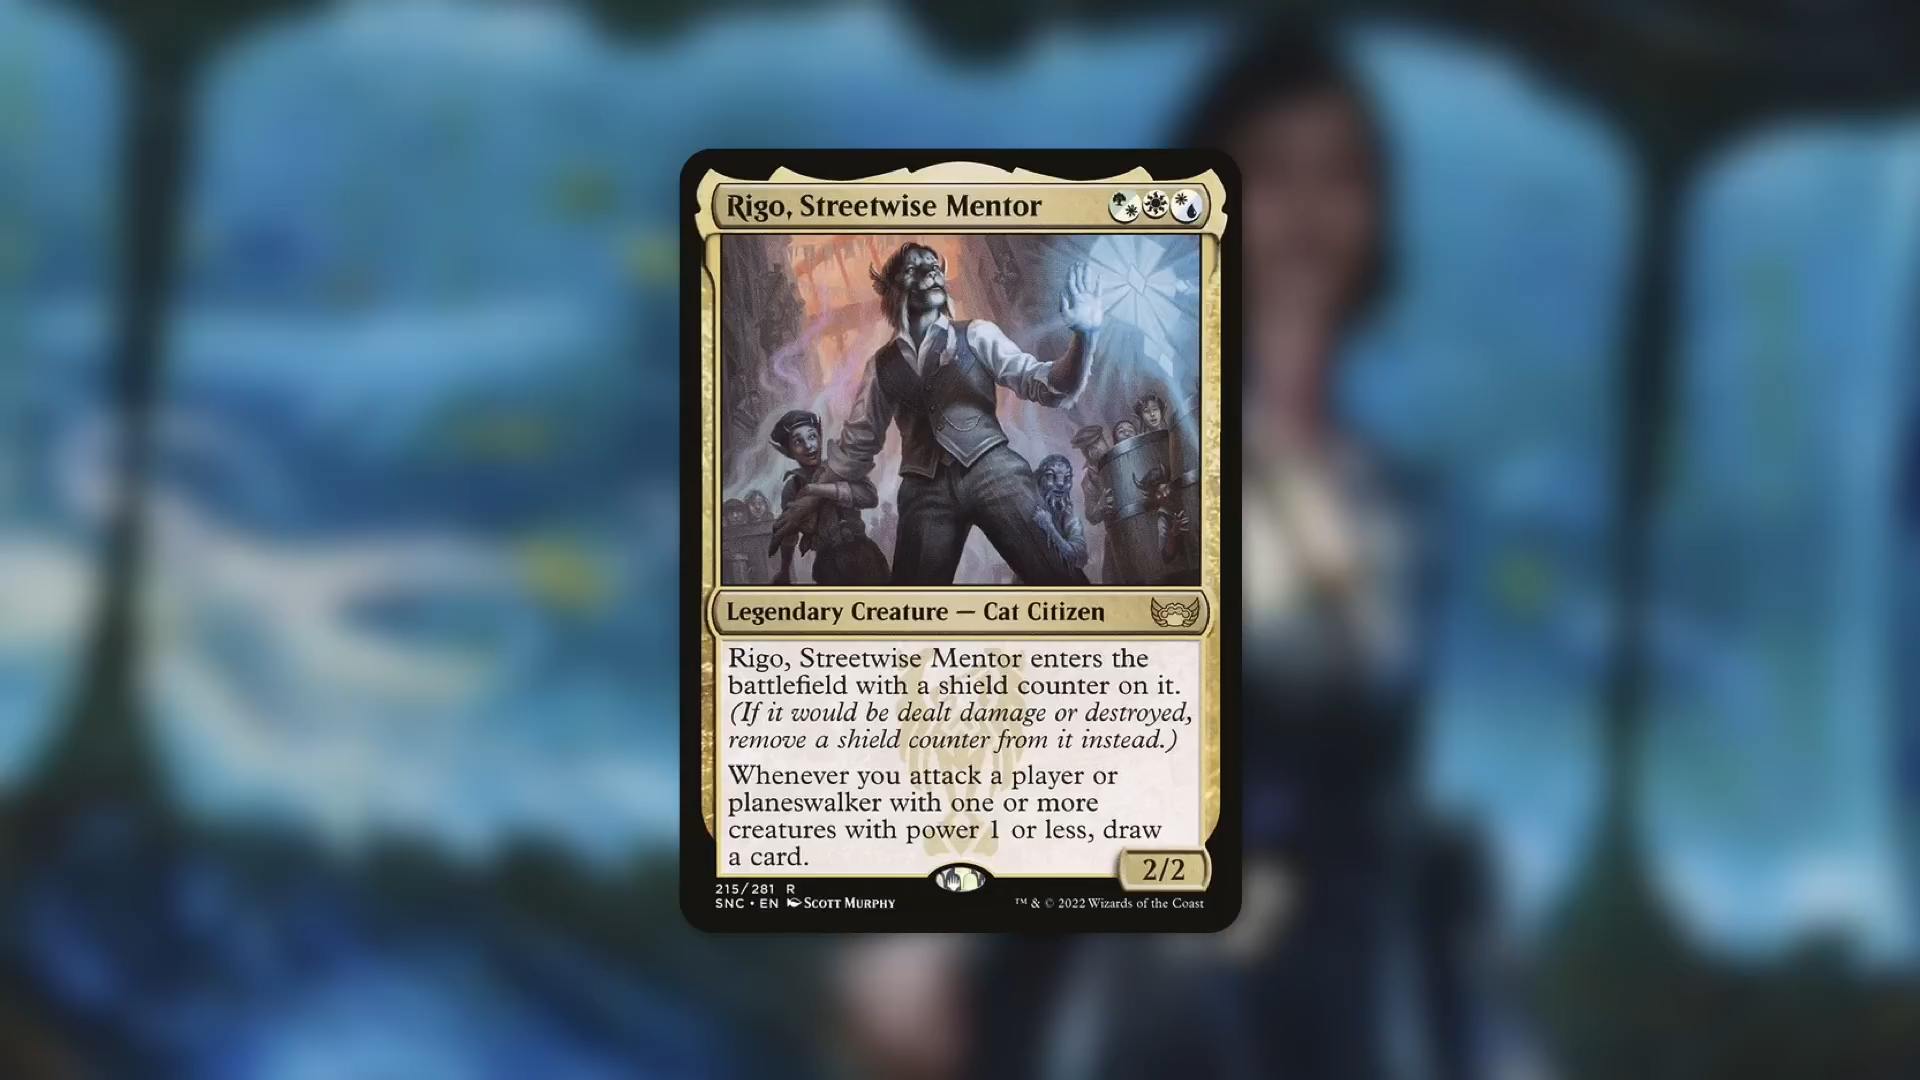 Rigo, Streetwise Mentor
Legendary Creature — Cat Citizen
Rigo, Streetwise Mentor enters the
battlefield with a shield counter on it.
(If it would be dealt damage or destroyed,
remove a shield counter from it instead.)
Whenever you attack a player or
planeswalker with one or more
creatures with power 1 or less, draw
a card.
2/2
215/281 R
SNC • EN Scott Murphy
™ & © 2022 Wizards of the Coast